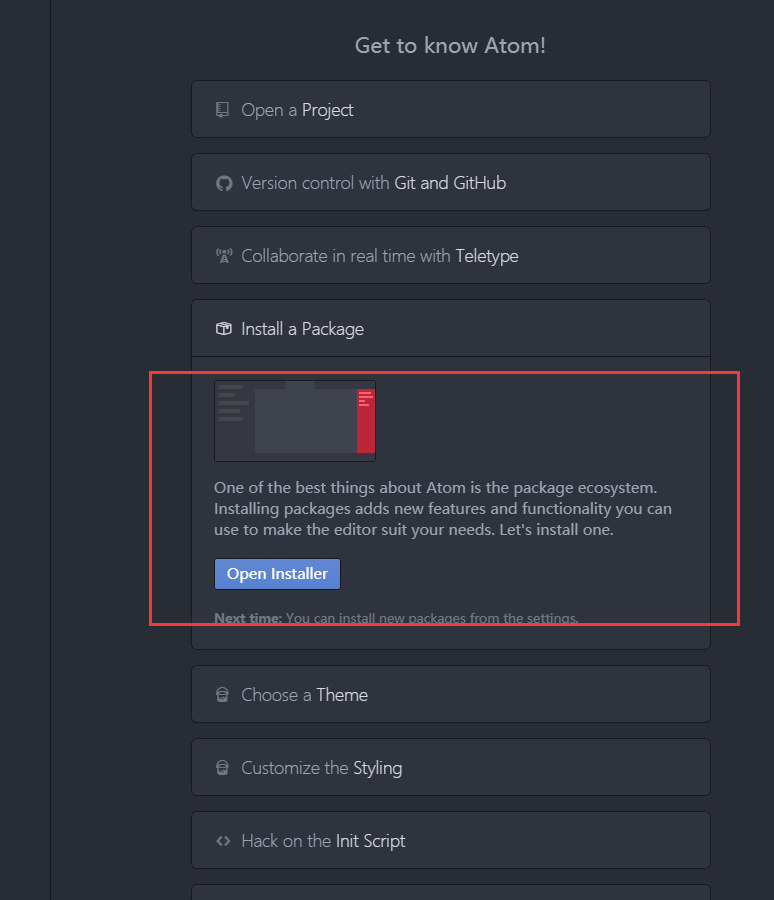 Get to know Atom!
Open a Project
Version control with Git and GitHub
Collaborate in real time with Teletype
Install a Package
One of the best things about Atom is the package ecosystem.
Installing packages adds new features and functionality you can
use to make the editor suit your needs. Let's install one.
Open Installer
Next time: You can install new packages from the settings.
Choose a Theme
Customize the Styling
Hack on the Init Script